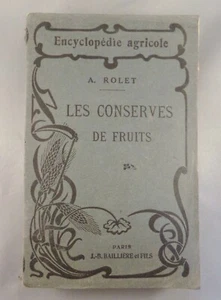 Encyclopédie agricole
A. ROLET
LES CONSERVES
DE FRUITS
PARIS
J.-B. BAILLIÈRE ET FILS